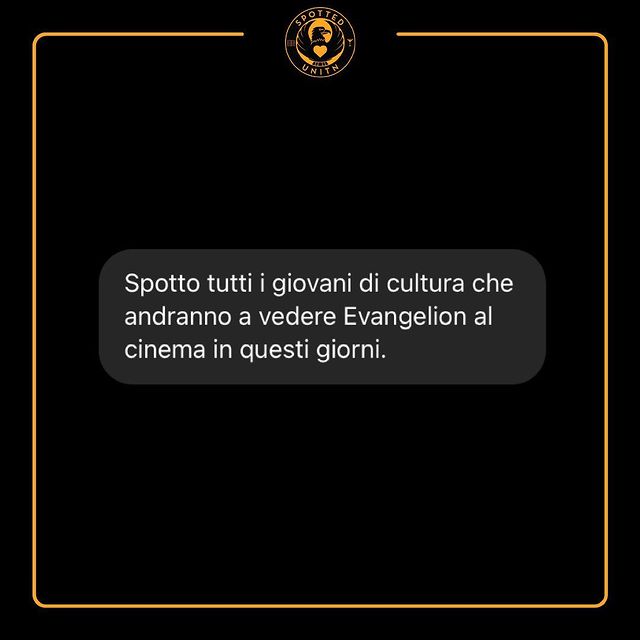 SPOTTED
UNITN
Spotto tutti i giovani di cultura che
andranno a vedere Evangelion al
cinema in questi giorni.